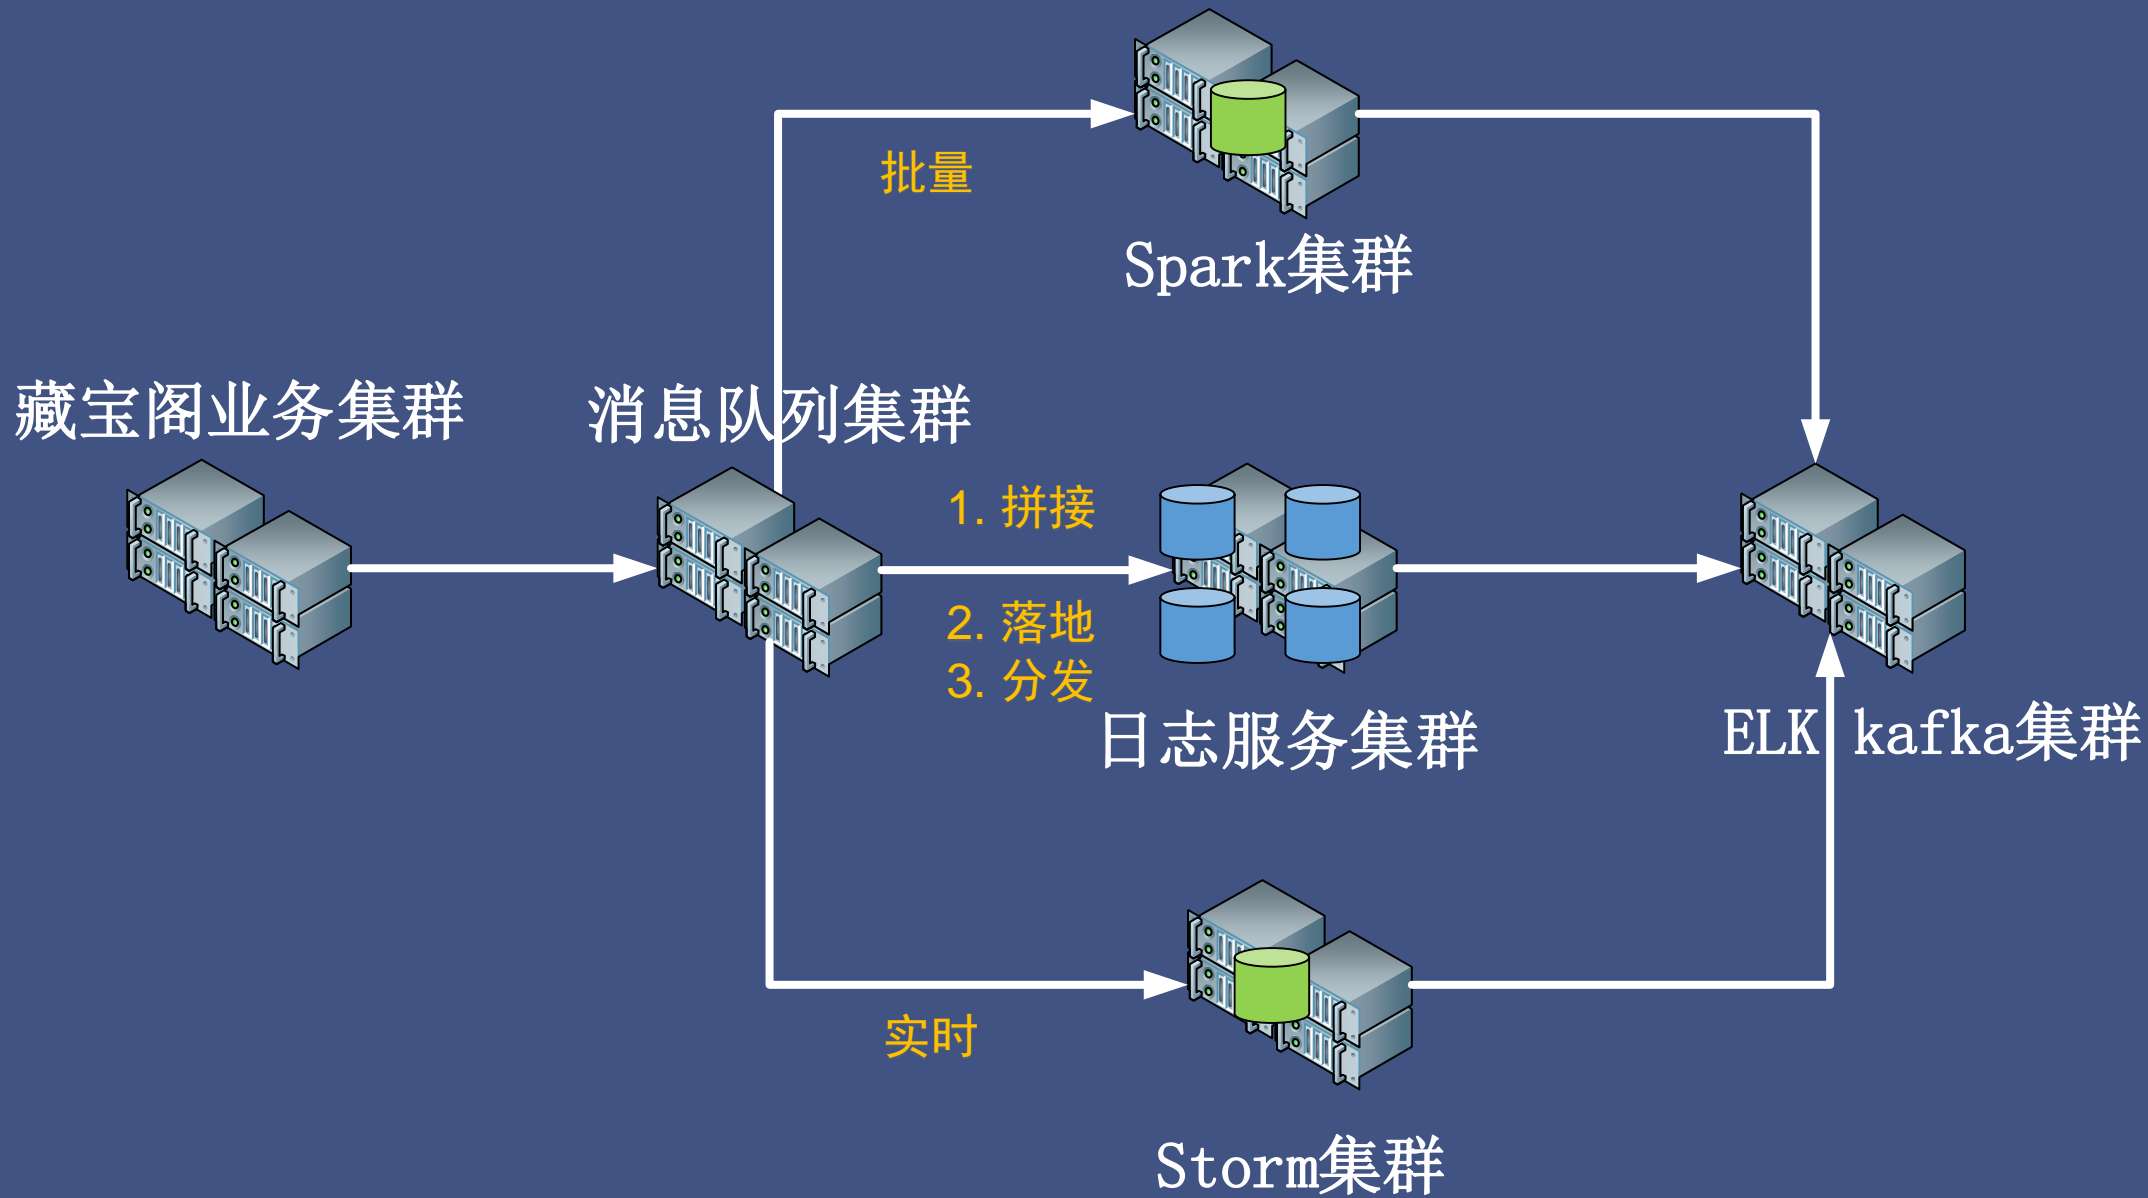 批量
Spark集群
藏宝阁业务集群
消息队列集群
1. 拼接
2. 落地
3. 分发
日志服务集群
ELK kafka集群
实时
Storm集群